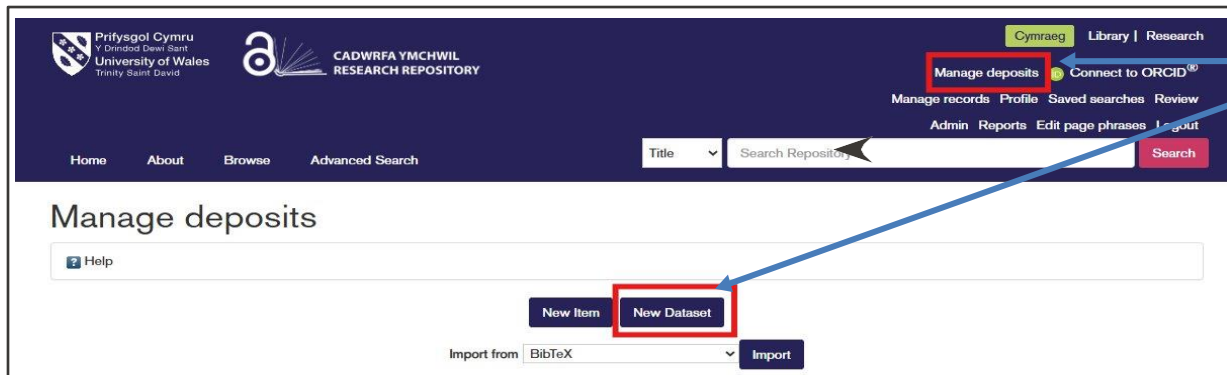 Prifysgol Cymru
Y Drindod Dewi Sant
University of Wales
Trinity Saint David
CADWRFA YMCHWIL
RESEARCH REPOSITORY
Cymraeg Library | Research
Manage deposits iD Connect to ORCID®
Manage records Profile Saved searches Review
Admin Reports Edit page phrases Logout
Home About Browse Advanced Search Title Search Repository Search
Manage deposits
? Help
New Item New Dataset
Import from BibTeX Import